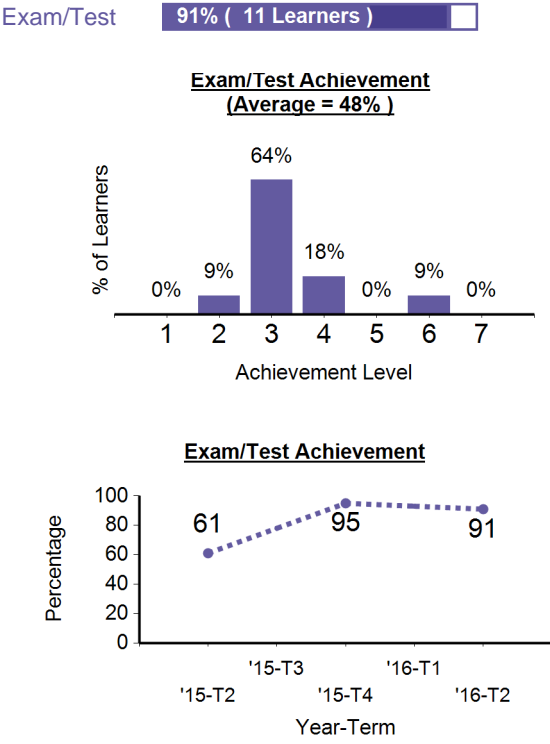 Exam/Test 91% ( 11 Learners )
Exam/Test Achievement
(Average = 48% )
% of Learners
64%
18%
9%
9%
0%
0%
0%
1 2 3 4 5 6 7
Achievement Level
Exam/Test Achievement
Percentage
100
80
60
40
20
0
61
95
91
'15-T3 '16-T1
'15-T2 '15-T4 '16-T2
Year-Term